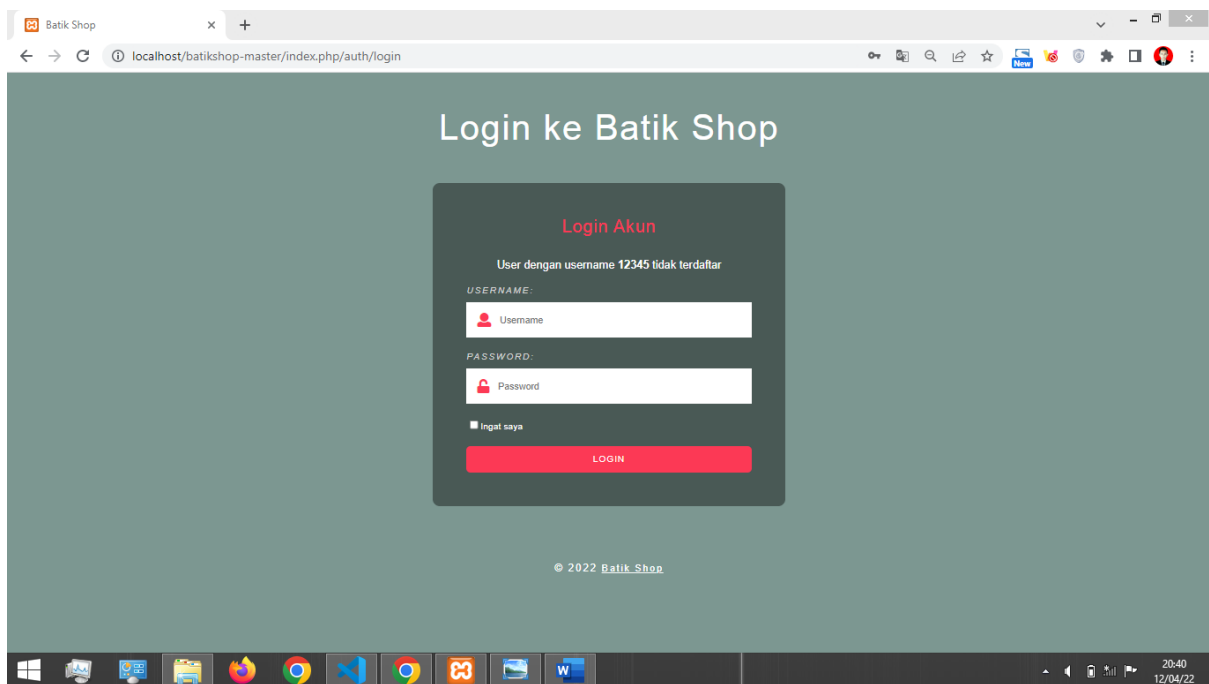 Batik Shop
localhost/batikshop-master/index.php/auth/login
New
Login ke Batik Shop
Login Akun
User dengan username 12345 tidak terdaftar
USERNAME:
Username
PASSWORD:
Password
Ingat saya
LOGIN
© 2022 Batik Shop
W
20:40
12/04/22